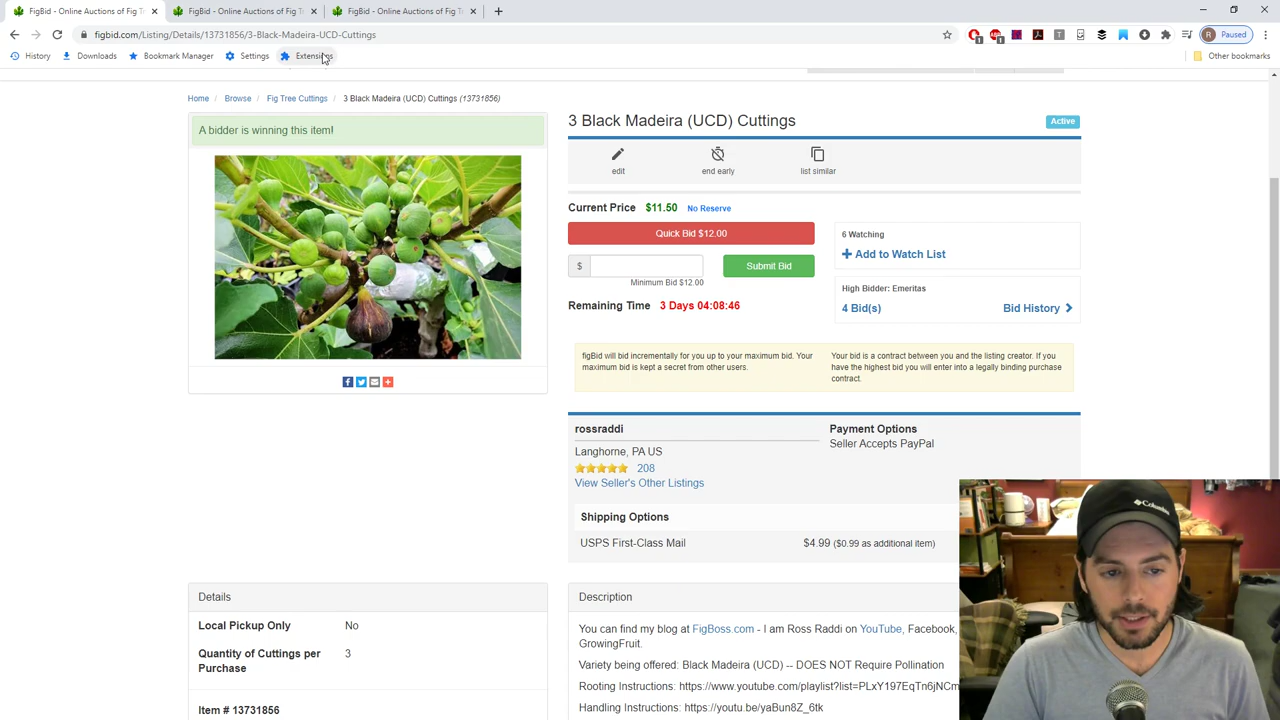 FigBid - Online Auctions of Fig Tr
FigBid - Online Auctions of Fig T
FigBid - Online Auctions of Fig T
figbid.com/Listing/Details/13731856/3-Black-Madeira-UCD-Cuttings
R Paused
History Downloads Bookmark Manager Settings Extensions Other bookmarks
Home / Browse / Fig Tree Cuttings / 3 Black Madeira (UCD) Cuttings (13731856)
A bidder is winning this item!
3 Black Madeira (UCD) Cuttings
Active
edit end early list similar
Current Price $11.50 No Reserve
Quick Bid $12.00
$ Submit Bid
Minimum Bid $12.00
Remaining Time 3 Days 04:08:46
6 Watching
Add to Watch List
High Bidder: Emeritas
4 Bid(s) Bid History
figBid will bid incrementally for you up to your maximum bid. Your
maximum bid is kept a secret from other users.
Your bid is a contract between you and the listing creator. If you
have the highest bid you will enter into a legally binding purchase
contract.
rossraddi
Langhorne, PA US
208
View Seller's Other Listings
Payment Options
Seller Accepts PayPal
Shipping Options
USPS First-Class Mail $4.99 ($0.99 as additional item)
Details
Local Pickup Only No
Quantity of Cuttings per 3
Purchase
Item # 13731856
Description
You can find my blog at FigBoss.com - I am Ross Raddi on YouTube, Facebook,
GrowingFruit.
Variety being offered: Black Madeira (UCD) -- DOES NOT Require Pollination
Rooting Instructions: https://www.youtube.com/playlist?list=PLxY197EqTn6jNCm
Handling Instructions: https://youtu.be/yaBun8Z_6tk
Columbia